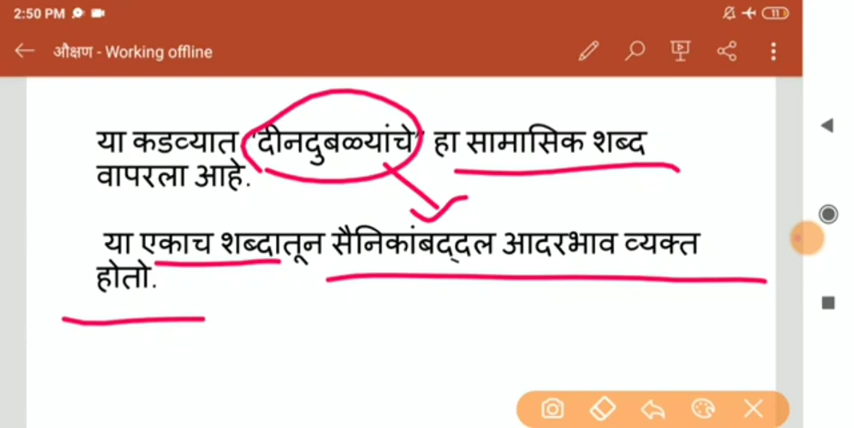 2:50 PM
11
औक्षण - Working offline
या कडव्यात "दीनदुबळ्यांचे" हा सामासिक शब्द
वापरला आहे.
या एकाच शब्दातून सैनिकांबद्दल आदरभाव व्यक्त
होतो.